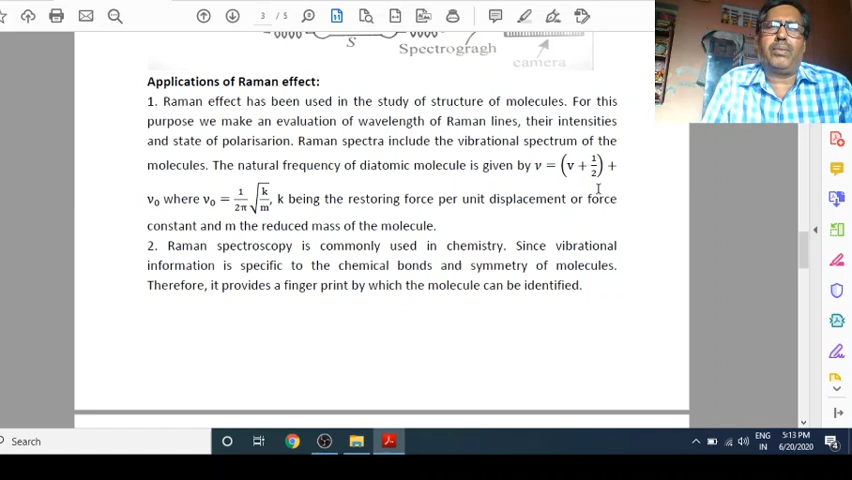 3 / 5
S
Spectrogragh
camera
Applications of Raman effect:
1. Raman effect has been used in the study of structure of molecules. For this
purpose we make an evaluation of wavelength of Raman lines, their intensities
and state of polarisarion. Raman spectra include the vibrational spectrum of the
molecules. The natural frequency of diatomic molecule is given by ν = (v + 1/2) +
ν₀ where ν₀ = 1/2π √k/m, k being the restoring force per unit displacement or force
constant and m the reduced mass of the molecule.
2. Raman spectroscopy is commonly used in chemistry. Since vibrational
information is specific to the chemical bonds and symmetry of molecules.
Therefore, it provides a finger print by which the molecule can be identified.
Search
ENG
IN
5:13 PM
6/20/2020
4